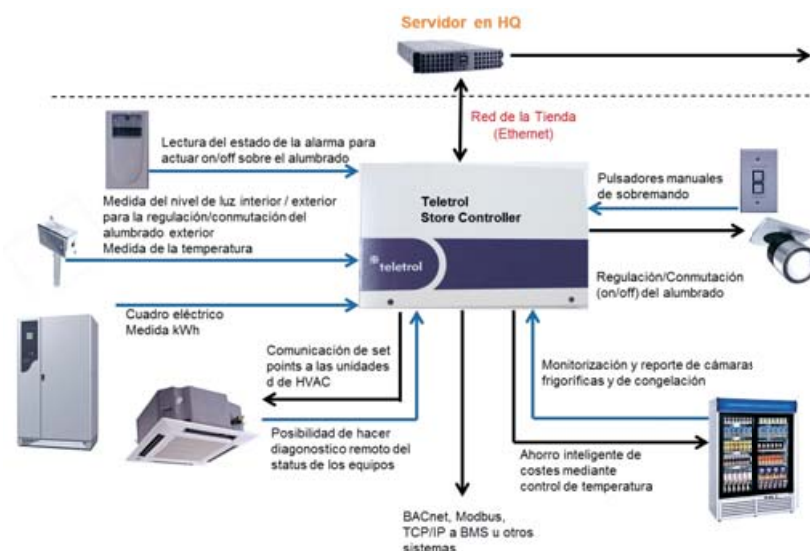 Servidor en HQ
Red de la Tienda
(Ethernet)
Lectura del estado de la alarma para
actuar on/off sobre el alumbrado
Medida del nivel de luz interior / exterior
para la regulación/conmutación del
alumbrado exterior
Medida de la temperatura
Teletrol
Store Controller
teletrol
Pulsadores manuales
de sobremando
Regulación/Conmutación
(on/off) del alumbrado
Cuadro eléctrico
Medida kWh
Comunicación de set
points a las unidades
d de HVAC
Posibilidad de hacer
diagonostico remoto del
status de los equipos
Monitorización y reporte de cámaras
frigoríficas y de congelación
Ahorro inteligente de
costes mediante
control de temperatura
BACnet, Modbus,
TCP/IP a BMS u otros
sistemas